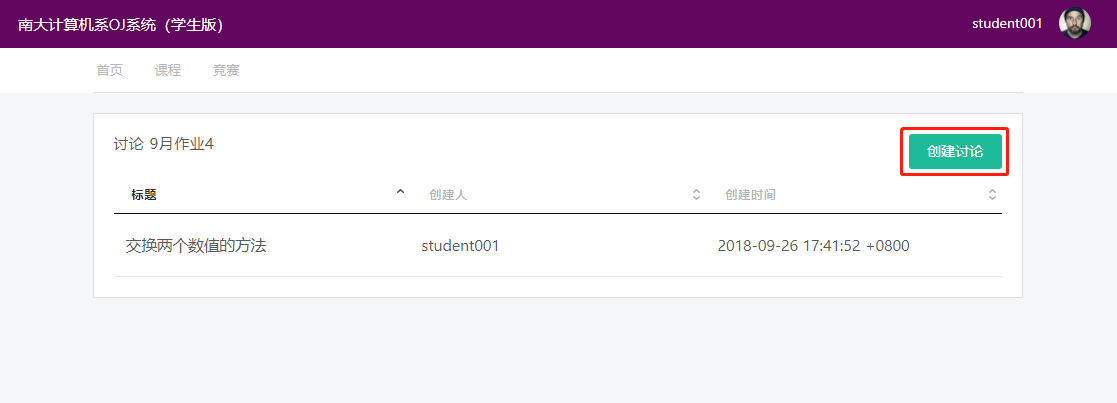 南大计算机系OJ系统（学生版）
student001
首页 课程 竞赛
讨论 9月作业4
创建讨论
标题 创建人 创建时间
交换两个数值的方法 student001 2018-09-26 17:41:52 +0800